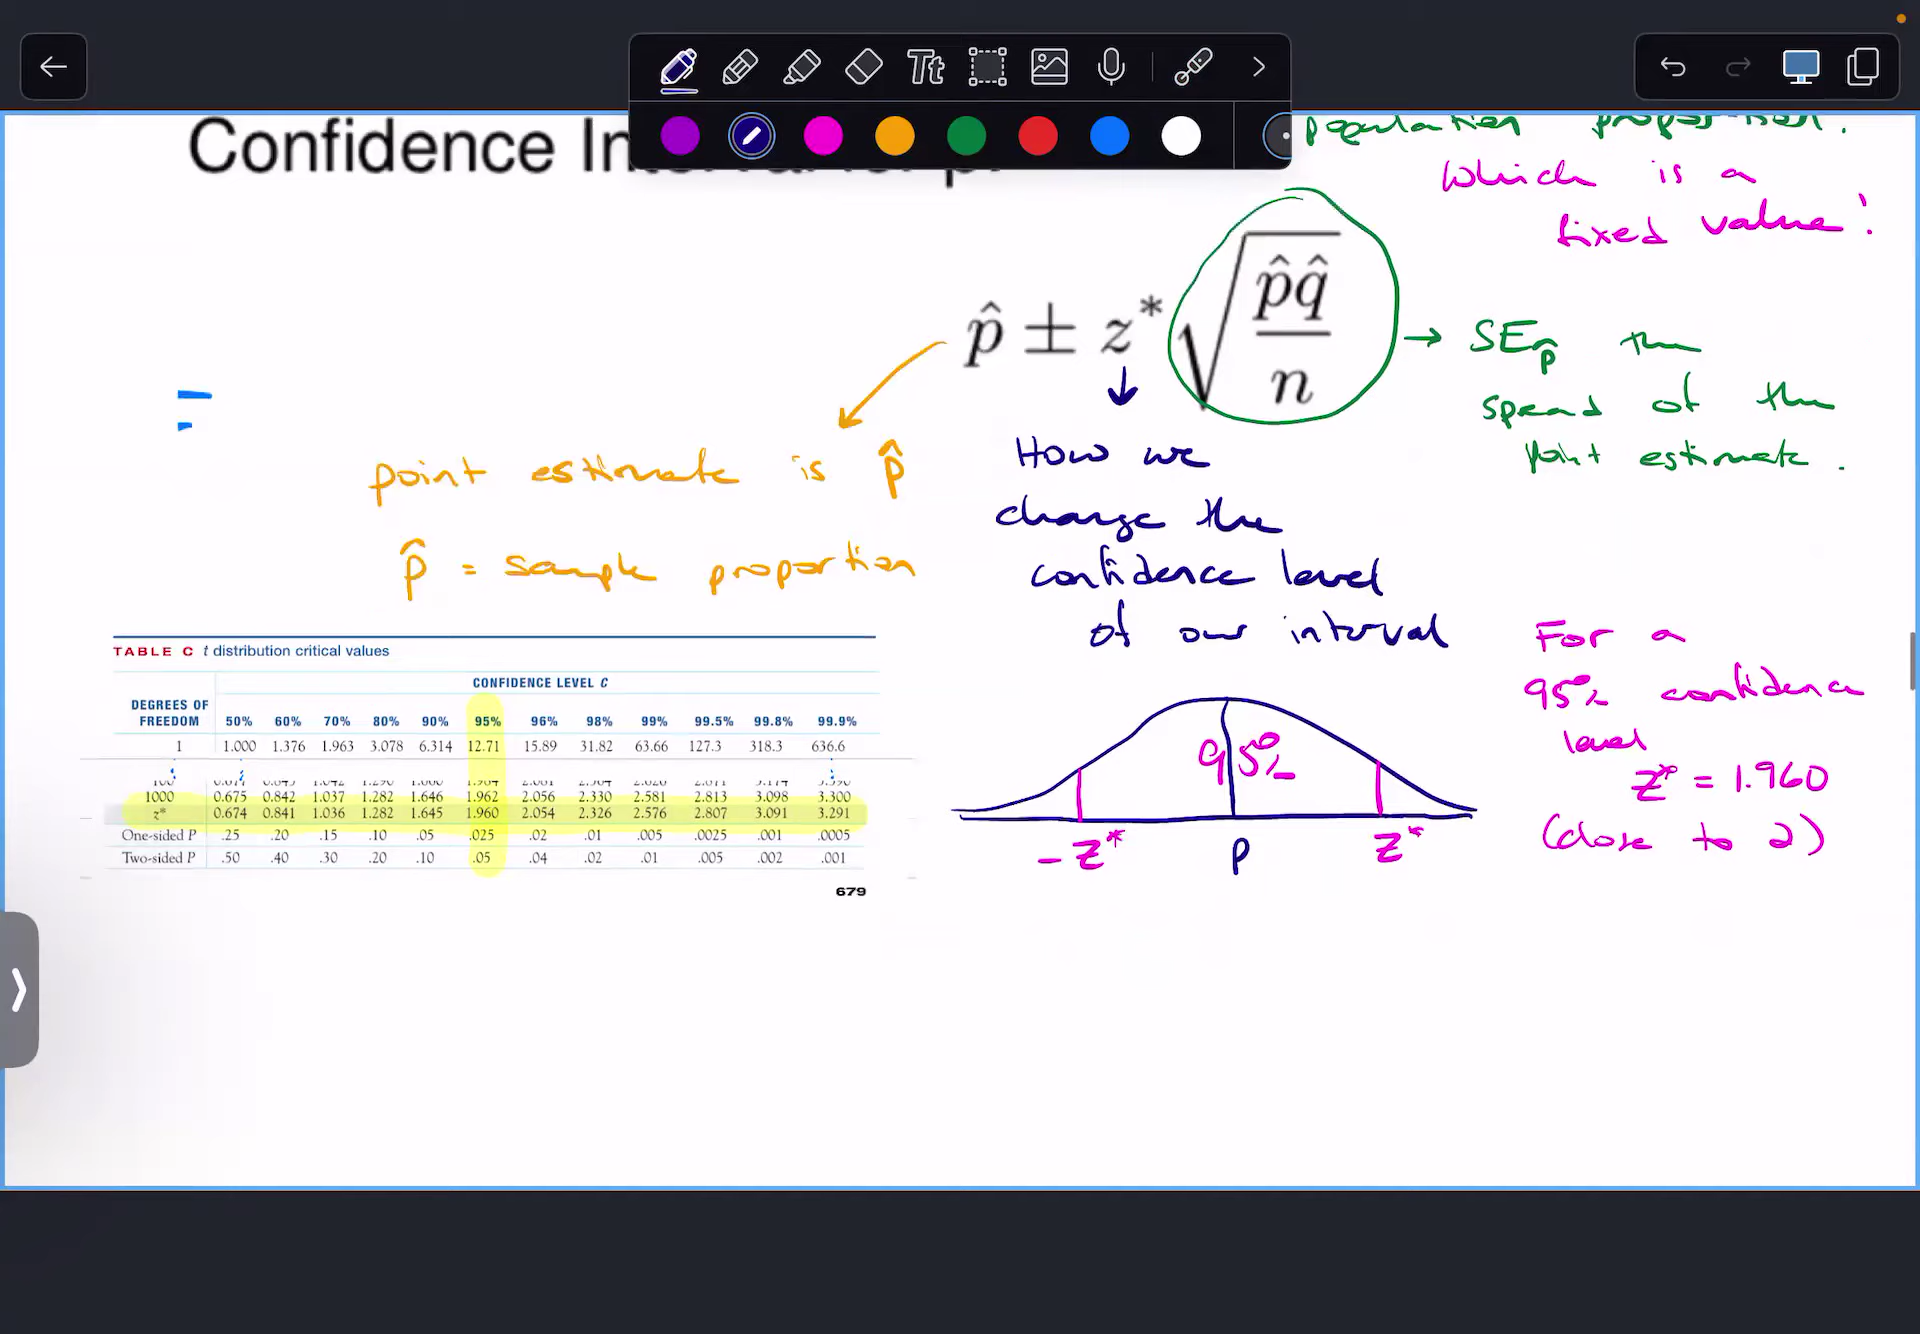 Tt
Confidence In
population proportion.
Which is a
fixed value!
p̂ ± z* √(p̂q̂/n)
→ SEp̂ the
spread of the
point estimate.
point estimate is p̂
p̂ = sample proportion
How we
change the
confidence level
of our interval
For a
95% confidence
level
z* = 1.960
(close to 2)
95%
-z* p z*
TABLE C t distribution critical values
CONFIDENCE LEVEL C
DEGREES OF
FREEDOM 50% 60% 70% 80% 90% 95% 96% 98% 99% 99.5% 99.8% 99.9%
1 1.000 1.376 1.963 3.078 6.314 12.71 15.89 31.82 63.66 127.3 318.3 636.6
1000 0.675 0.842 1.037 1.282 1.646 1.962 2.056 2.330 2.581 2.813 3.098 3.300
z* 0.674 0.841 1.036 1.282 1.645 1.960 2.054 2.326 2.576 2.807 3.091 3.291
One-sided P .25 .20 .15 .10 .05 .025 .02 .01 .005 .0025 .001 .0005
Two-sided P .50 .40 .30 .20 .10 .05 .04 .02 .01 .005 .002 .001
679